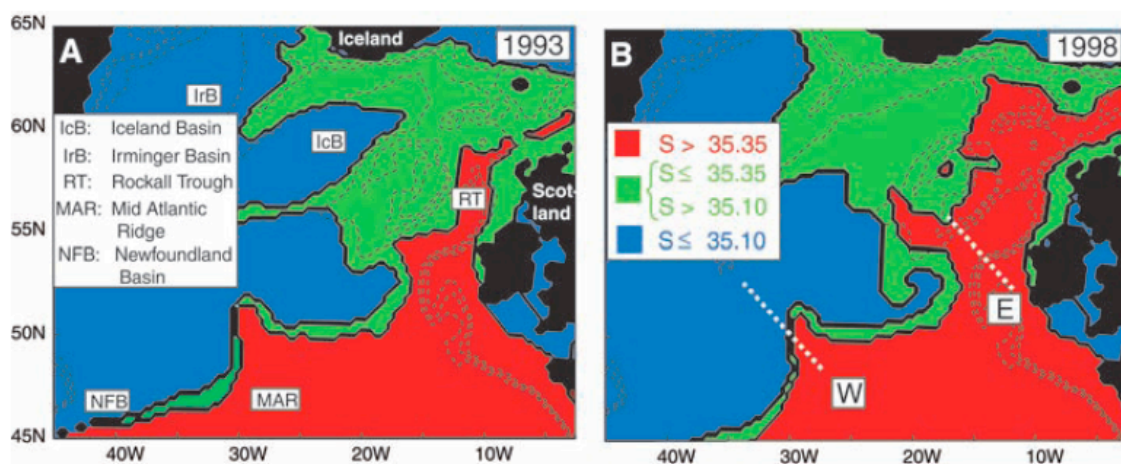 65N
60N
55N
50N
45N
A
Iceland
1993
IrB
IcB: Iceland Basin
IrB: Irminger Basin
RT: Rockall Trough
MAR: Mid Atlantic
Ridge
NFB: Newfoundland
Basin
IcB
RT
Scot-
land
NFB
MAR
40W 30W 20W 10W
B
1998
S > 35.35
S ≤ 35.35
S > 35.10
S ≤ 35.10
E
W
40W 30W 20W 10W